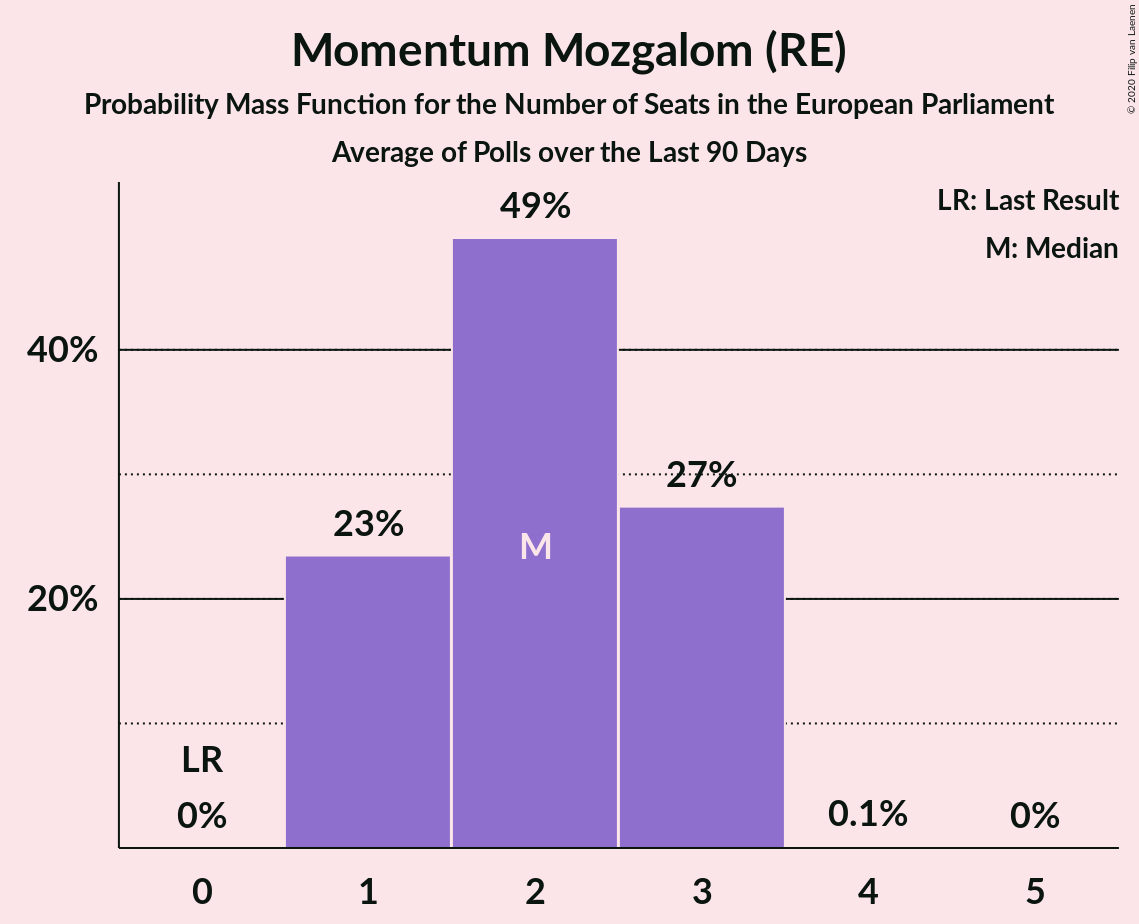 Momentum Mozgalom (RE)
Probability Mass Function for the Number of Seats in the European Parliament
Average of Polls over the Last 90 Days
© 2020 Filip van Laenen
LR: Last Result
M: Median
49%
40%
27%
23%
M
20%
LR
0%
0.1%
0%
0 1 2 3 4 5